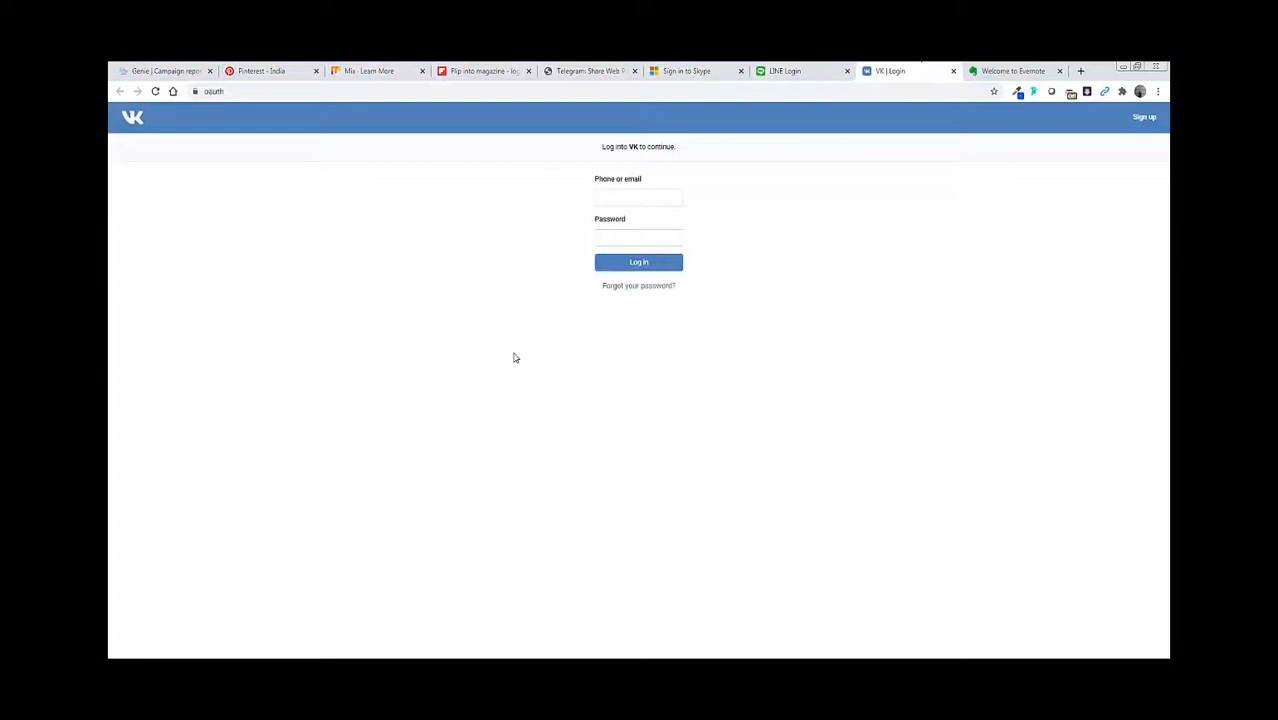 Genie | Campaign repor
Pinterest - India
Mix - Learn More
Flip into magazine - log
Telegram: Share Web P
Sign in to Skype
LINE Login
VK | Login
Welcome to Evernote
oauth
Sign up
Log into VK to continue.
Phone or email
Password
Log in
Forgot your password?